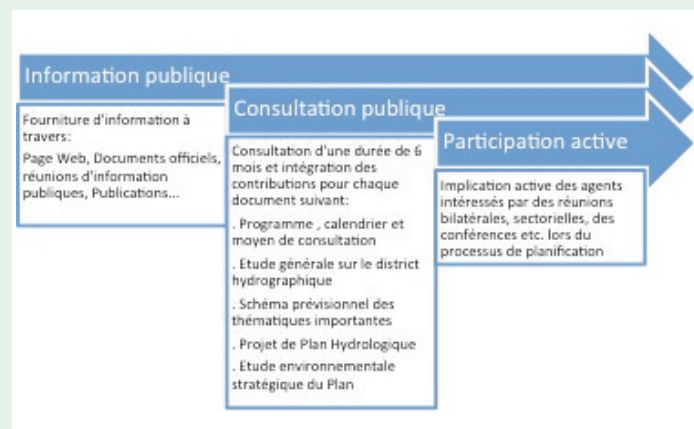 Information publique
Fourniture d'information à
travers:
Page Web, Documents officiels,
réunions d'information
publiques, Publications...
Consultation publique
Consultation d'une durée de 6
mois et intégration des
contributions pour chaque
document suivant:
. Programme , calendrier et
moyen de consultation
. Etude générale sur le district
hydrographique
. Schéma prévisionnel des
thématiques importantes
. Projet de Plan Hydrologique
. Etude environnementale
stratégique du Plan
Participation active
Implication active des agents
intéressés par des réunions
bilatérales, sectorielles, des
conférences etc. lors du
processus de planification